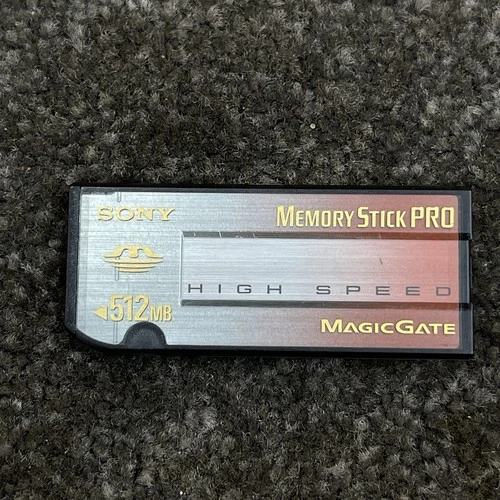 SONY
MEMORY STICK PRO
HIGH SPEED
512MB
MAGICGATE